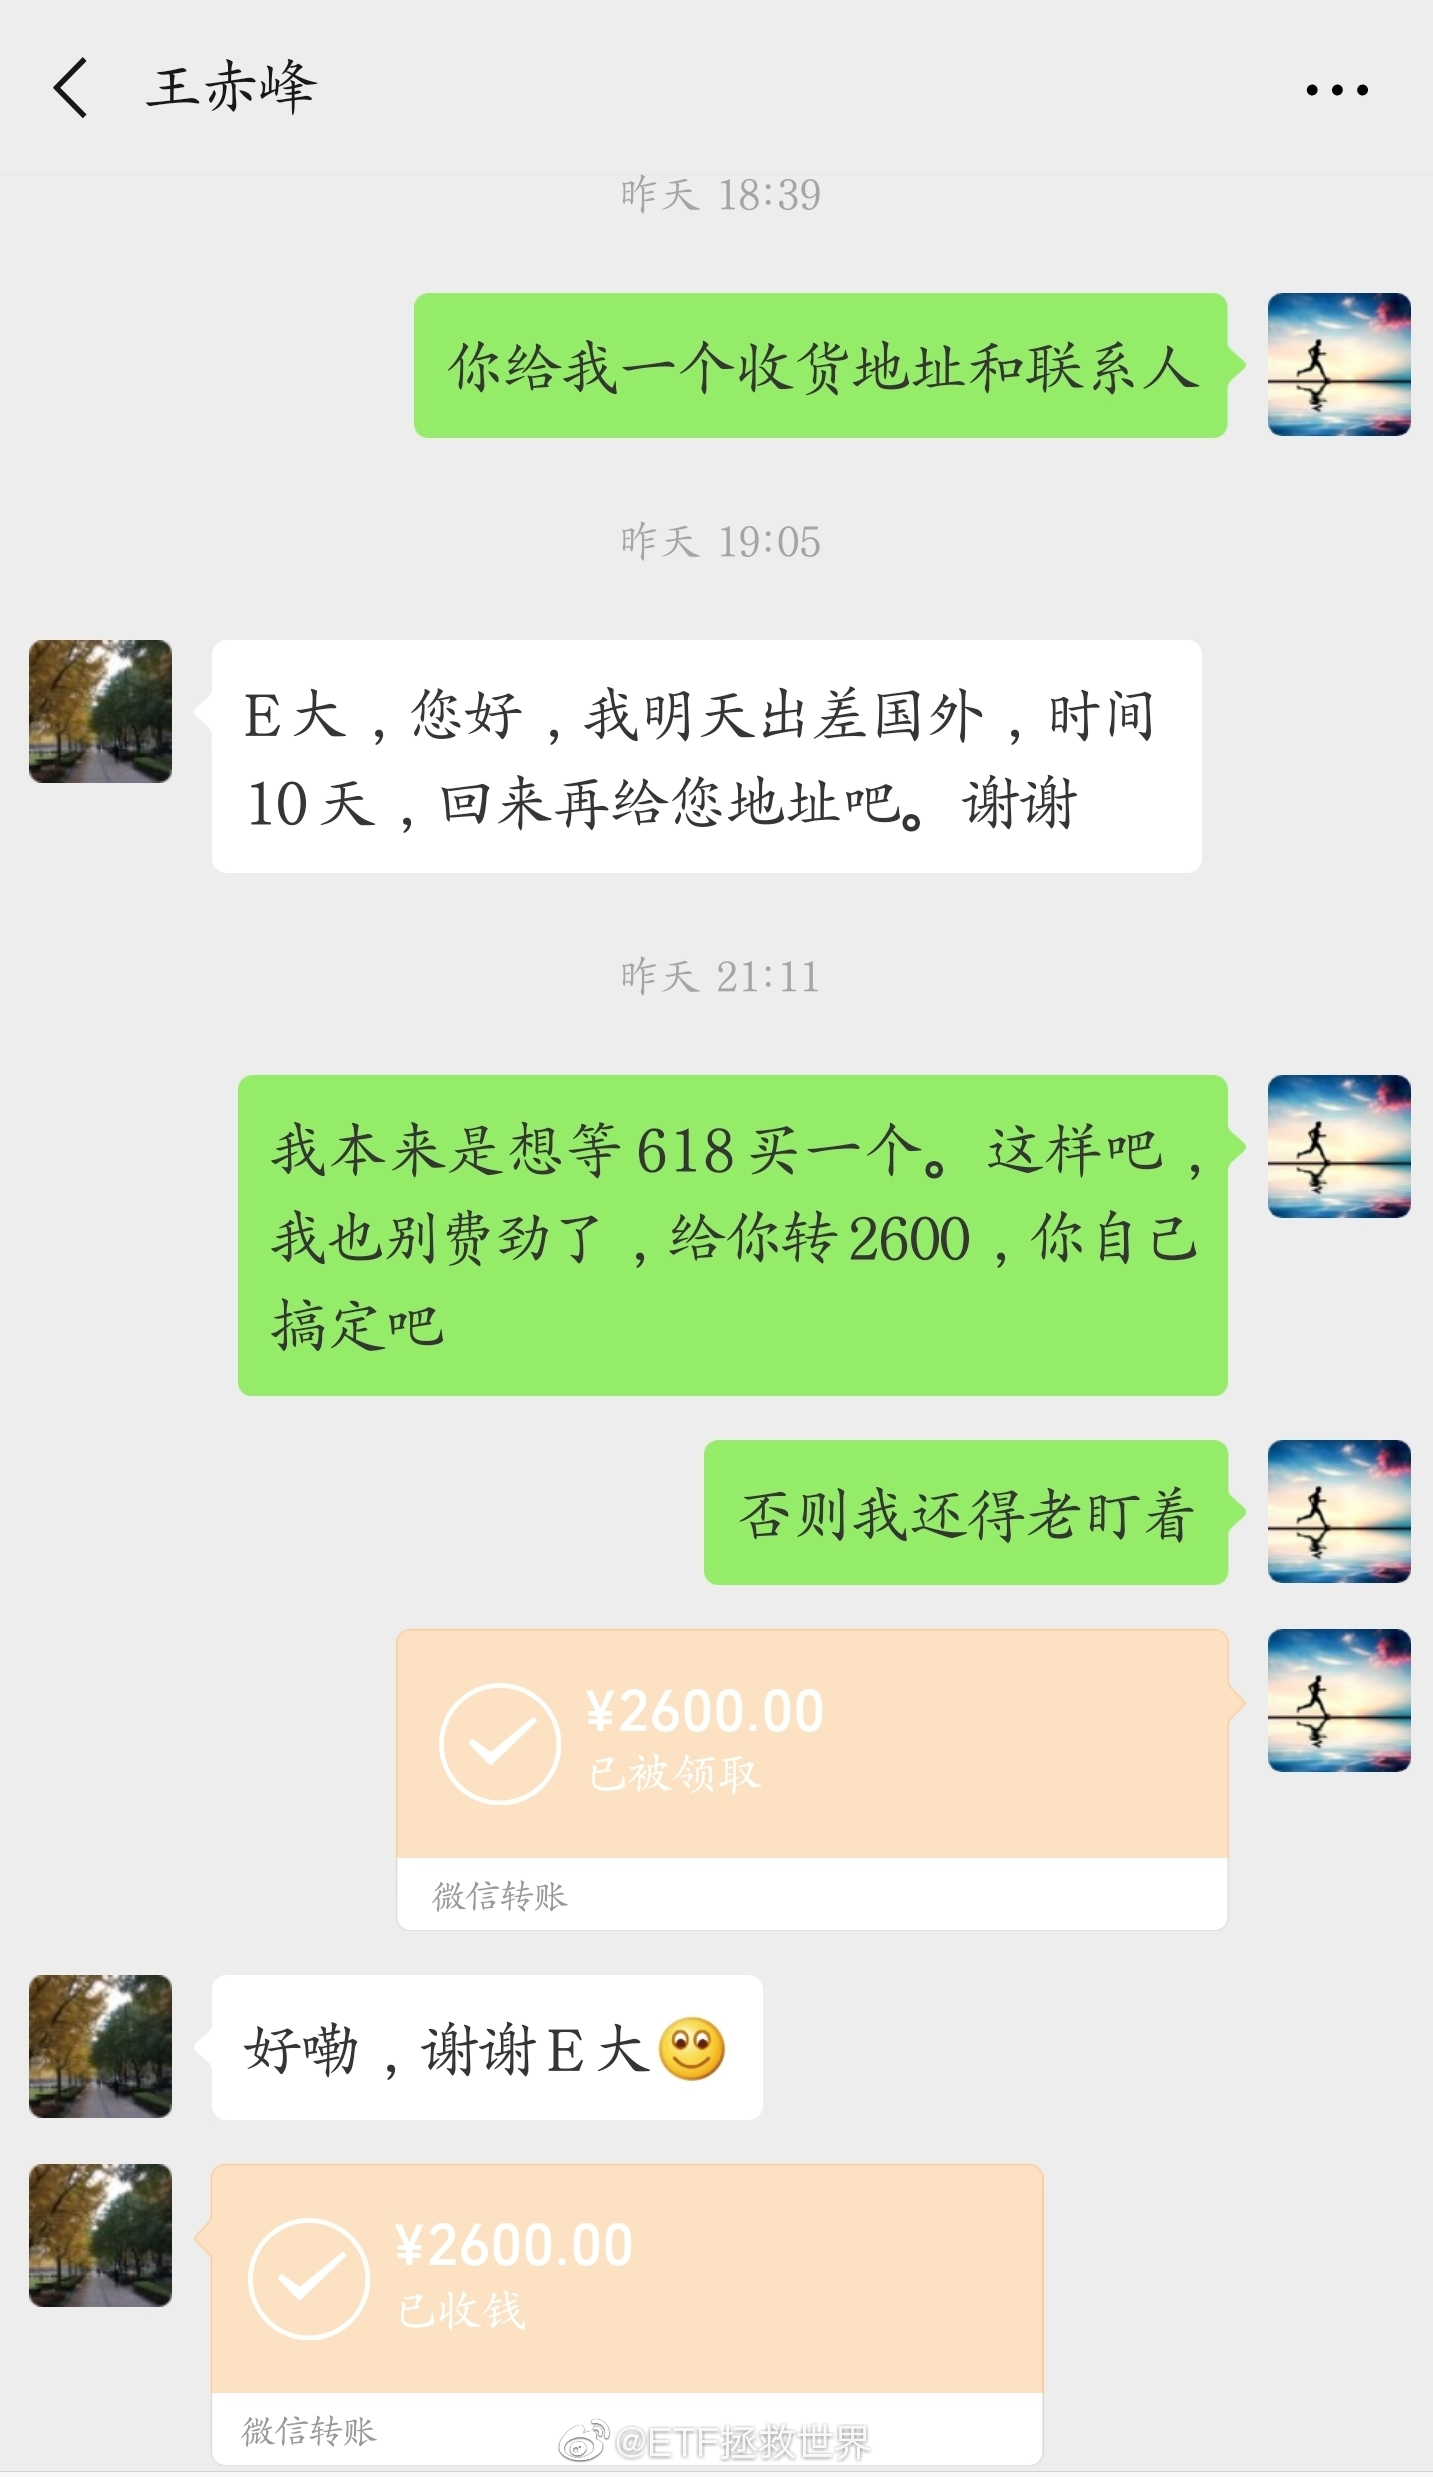 王赤峰
昨天 18:39
你给我一个收货地址和联系人
昨天 19:05
E大，您好，我明天出差国外，时间
10天，回来再给您地址吧。谢谢
昨天 21:11
我本来是想等618买一个。这样吧，
我也别费劲了，给你转2600，你自己
搞定吧
否则我还得老盯着
¥2600.00
已被领取
微信转账
好嘞，谢谢E大
¥2600.00
已收钱
微信转账
@ETF拯救世界